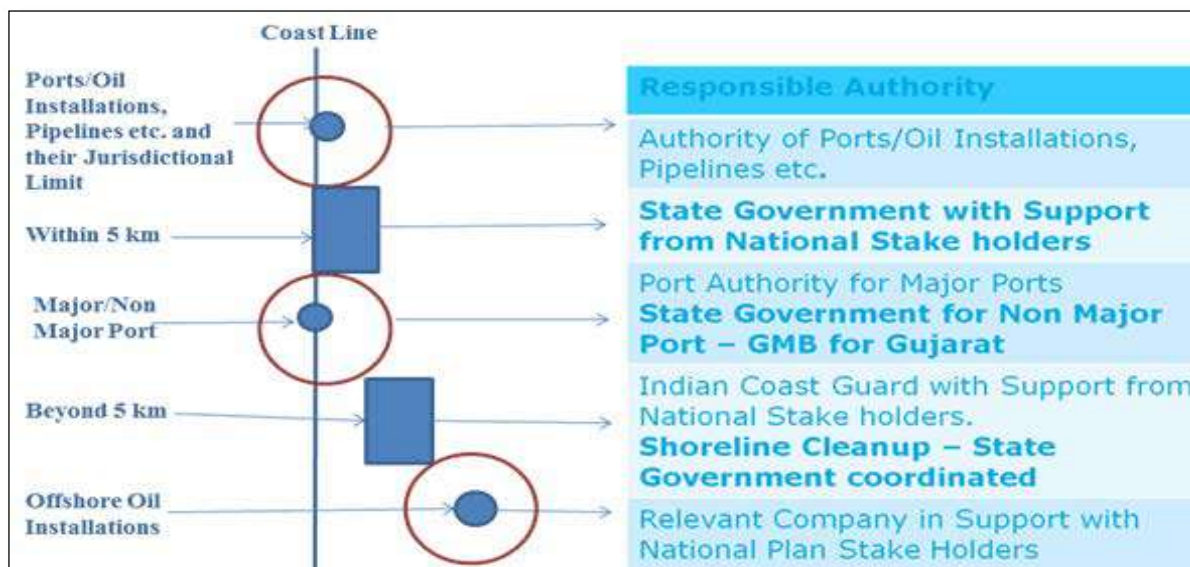 Coast Line
Ports/Oil
Installations,
Pipelines etc. and
their Jurisdictional
Limit
Within 5 km
Major/Non
Major Port
Beyond 5 km
Offshore Oil
Installations
Responsible Authority
Authority of Ports/Oil Installations,
Pipelines etc.
State Government with Support
from National Stake holders
Port Authority for Major Ports
State Government for Non Major
Port – GMB for Gujarat
Indian Coast Guard with Support from
National Stake holders.
Shoreline Cleanup – State
Government coordinated
Relevant Company in Support with
National Plan Stake Holders